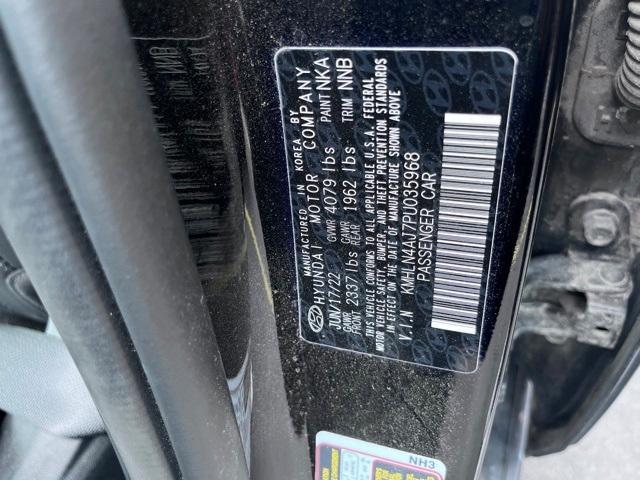 MANUFACTURED IN KOREA BY
HYUNDAI MOTOR COMPANY
JUN/17/22 GVWR 4079 lbs PAINT NKA
GAWR FRONT 2337 lbs GAWR REAR 1962 lbs TRIM NNB
THIS VEHICLE CONFORMS TO ALL APPLICABLE U.S.A. FEDERAL
MOTOR VEHICLE SAFETY, BUMPER, AND THEFT PREVENTION STANDARDS
IN-EFFECT ON THE DATE OF MANUFACTURE SHOWN ABOVE
V.I.N KMHLN4AJ7PU035968
PASSENGER CAR
NH3